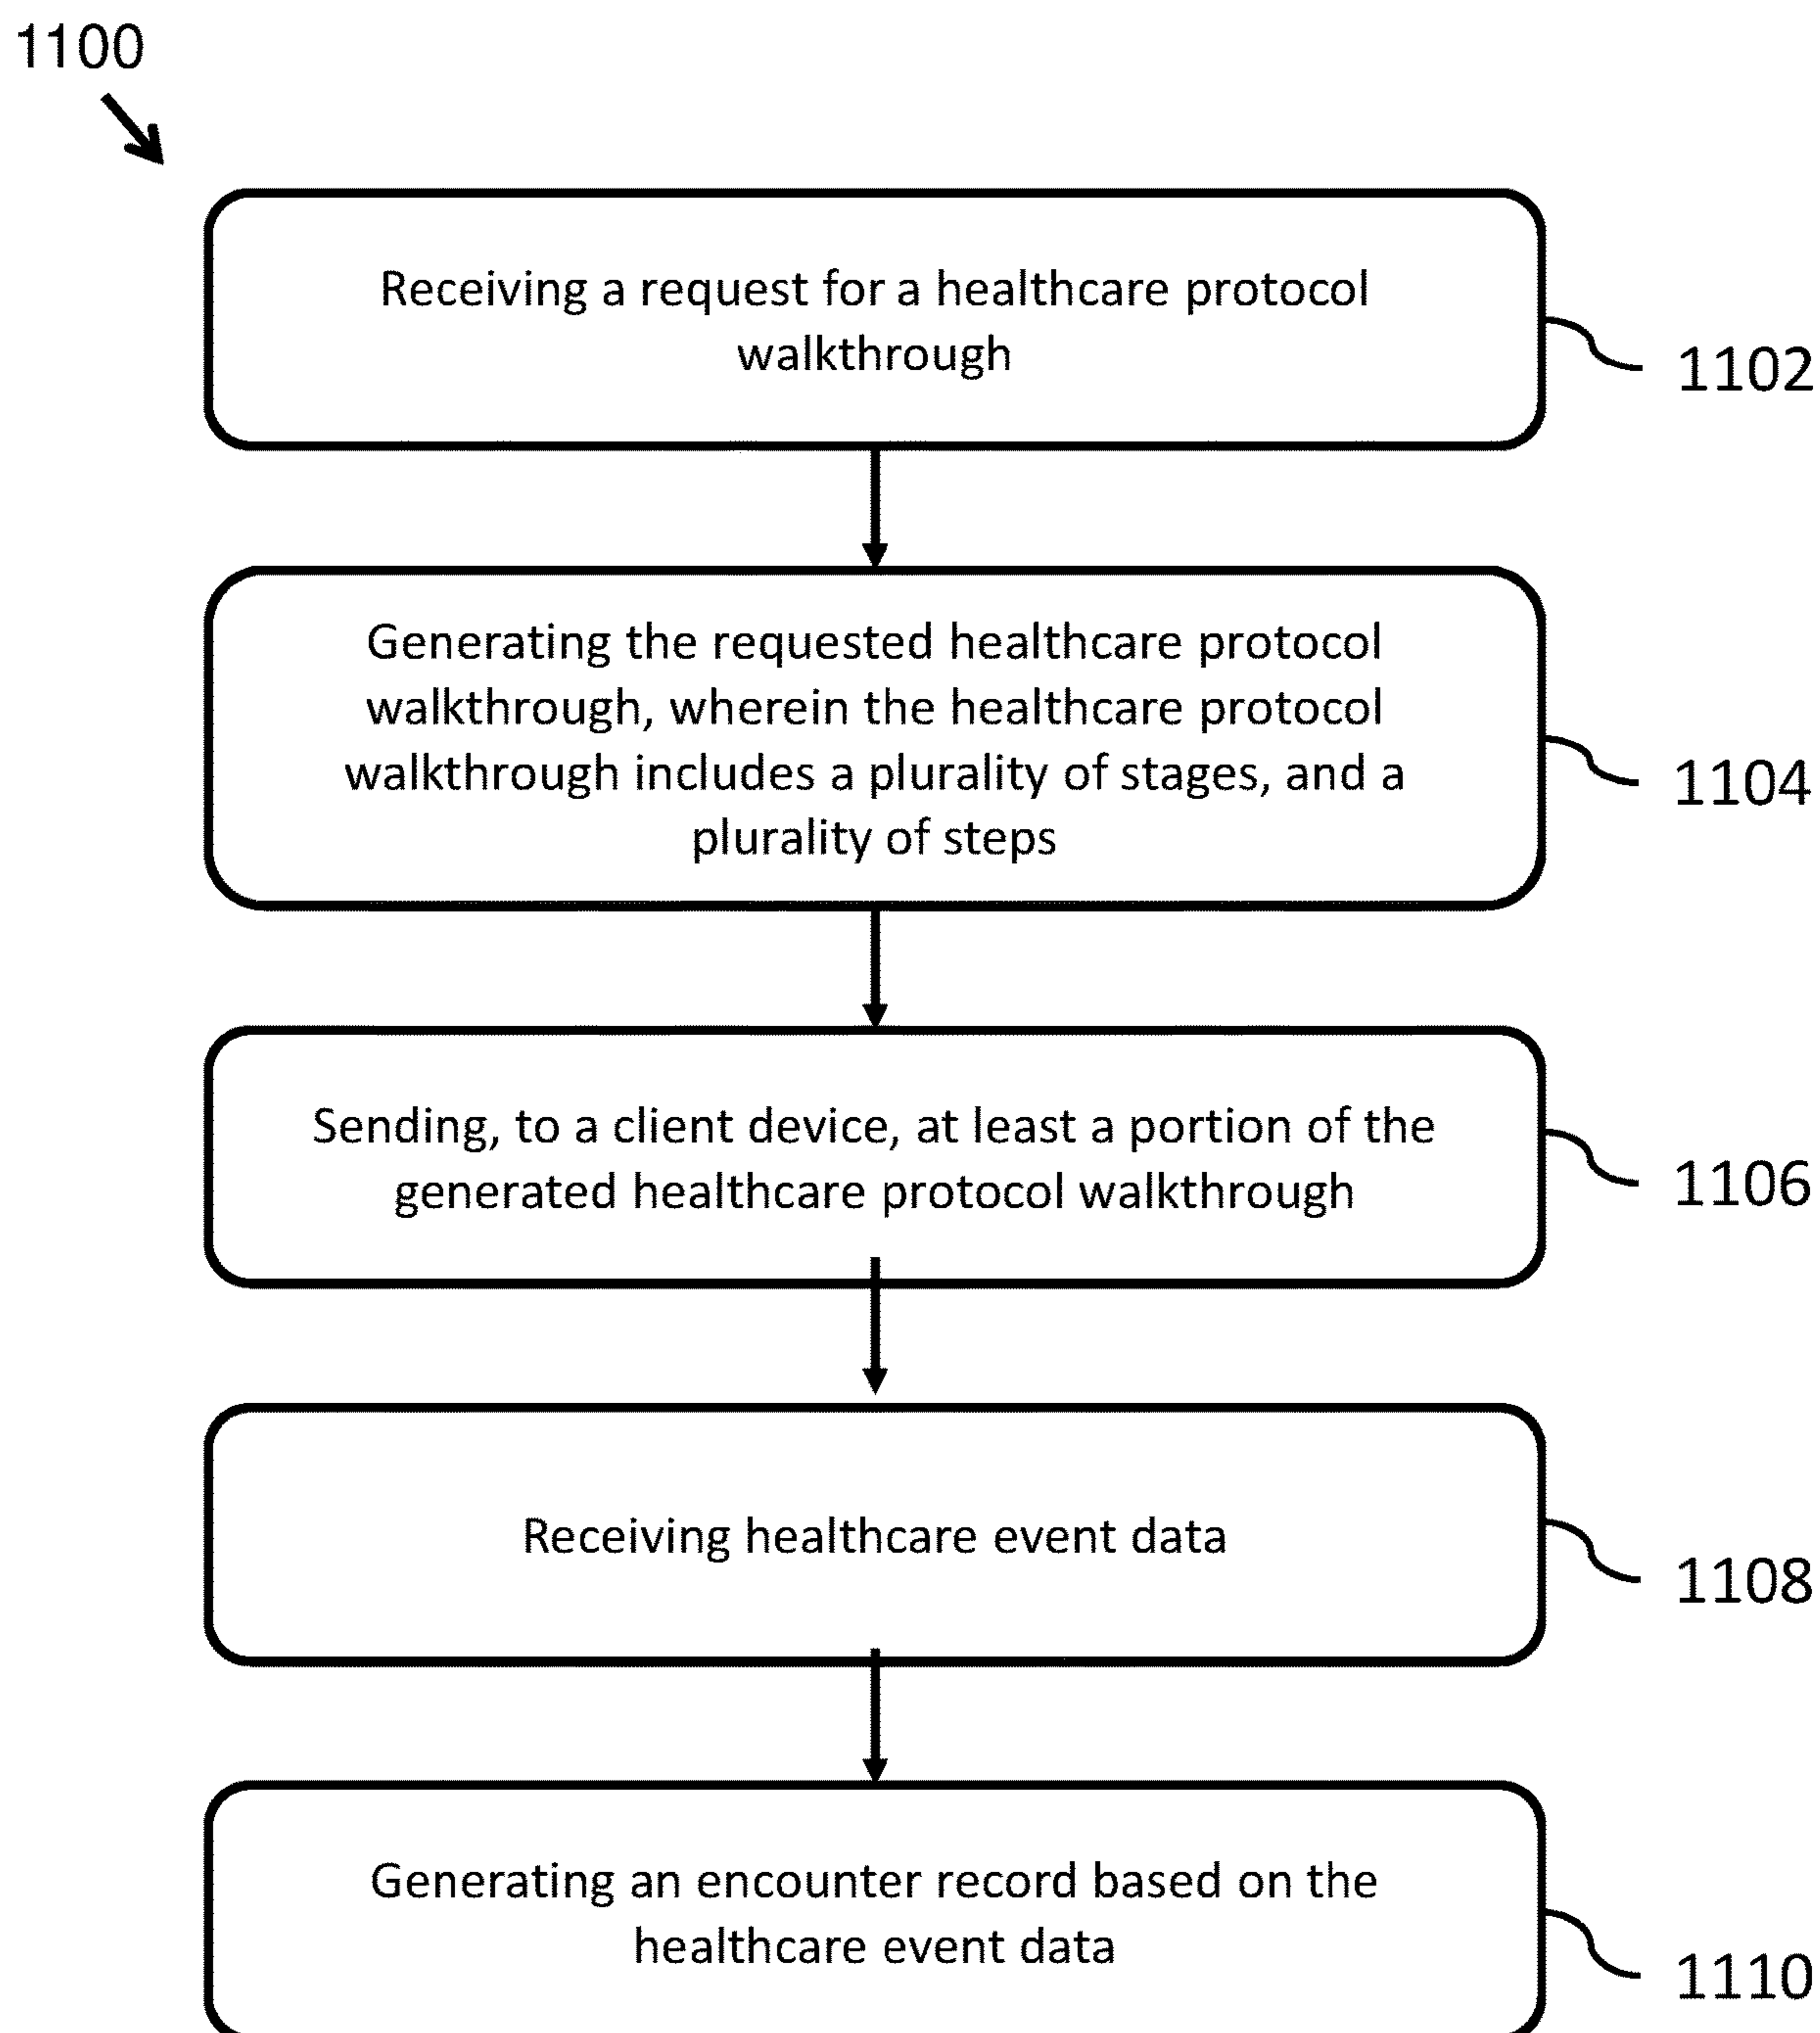 1100
Receiving a request for a healthcare protocol
walkthrough
1102
Generating the requested healthcare protocol
walkthrough, wherein the healthcare protocol
walkthrough includes a plurality of stages, and a
plurality of steps
1104
Sending, to a client device, at least a portion of the
generated healthcare protocol walkthrough
1106
Receiving healthcare event data
1108
Generating an encounter record based on the
healthcare event data
1110